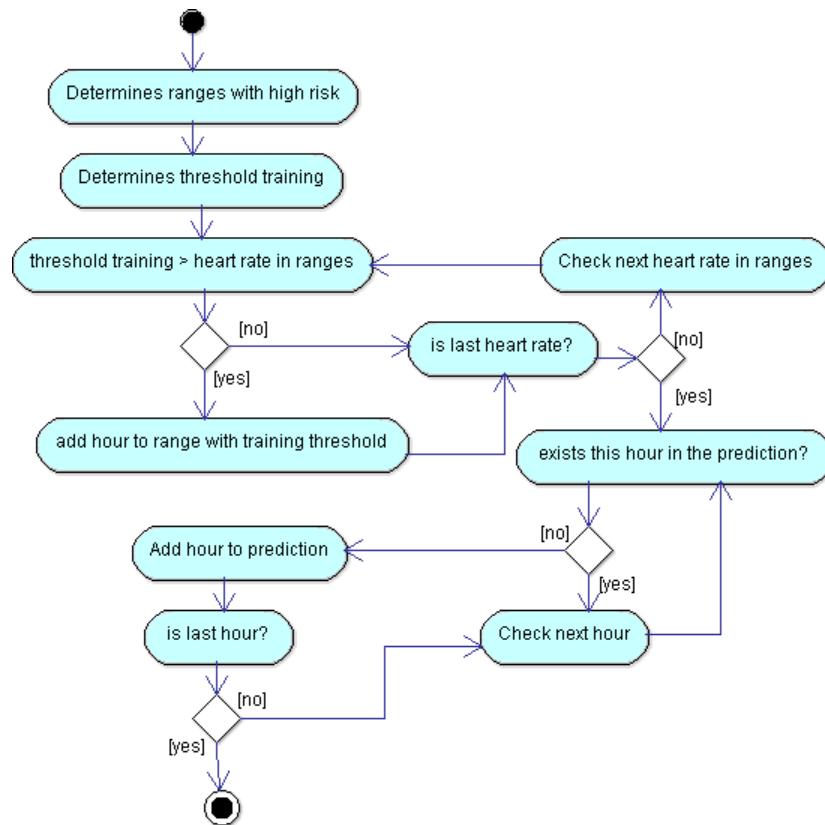 Determines ranges with high risk
Determines threshold training
threshold training > heart rate in ranges
Check next heart rate in ranges
[no]
is last heart rate?
[no]
[yes]
[yes]
add hour to range with training threshold
exists this hour in the prediction?
Add hour to prediction
[no]
[yes]
is last hour?
Check next hour
[no]
[yes]